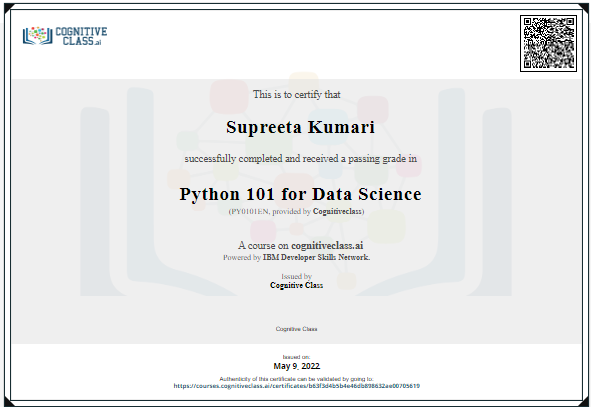 COGNITIVE
CLASS.ai
This is to certify that
Supreeta Kumari
successfully completed and received a passing grade in
Python 101 for Data Science
(PY0101EN, provided by Cognitiveclass)
A course on cognitiveclass.ai
Powered by IBM Developer Skills Network.
Issued by
Cognitive Class
Cognitive Class
Issued on:
May 9, 2022
Authenticity of this certificate can be validated by going to:
https://courses.cognitiveclass.ai/certificates/b63f3d4b5b4e46db898632ae00705619